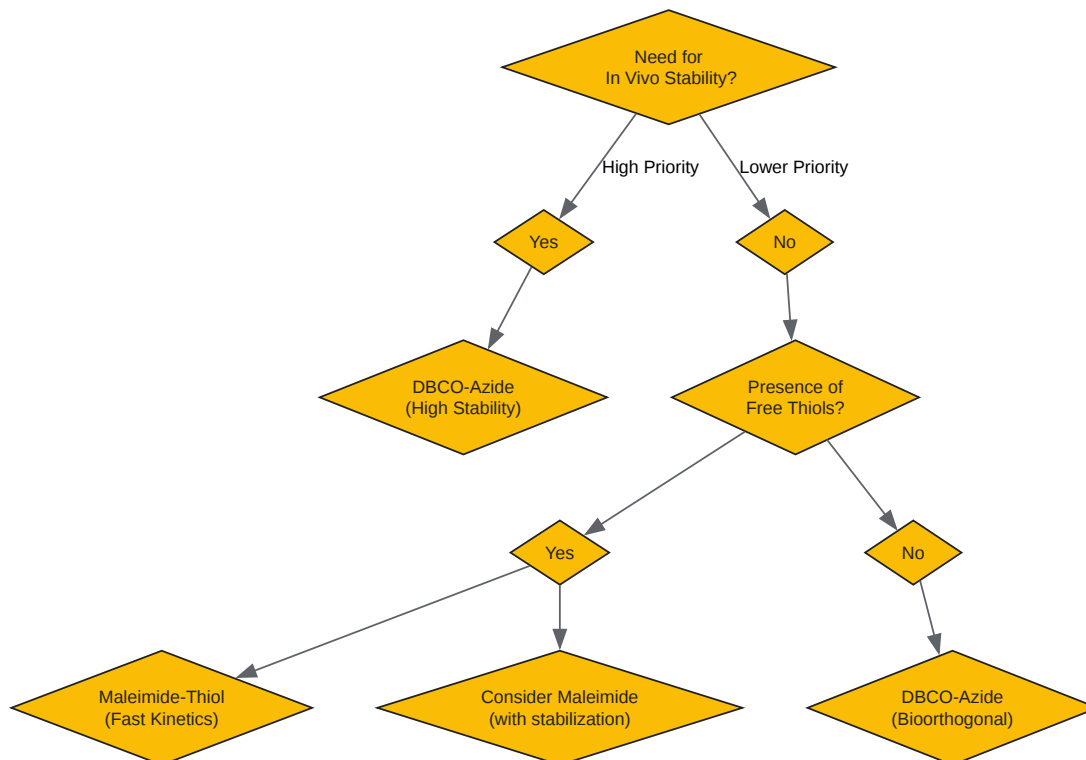 Need for
In Vivo Stability?
High Priority
Lower Priority
Yes
No
DBCO-Azide
(High Stability)
Presence of
Free Thiols?
Yes
No
Maleimide-Thiol
(Fast Kinetics)
Consider Maleimide
(with stabilization)
DBCO-Azide
(Bioorthogonal)